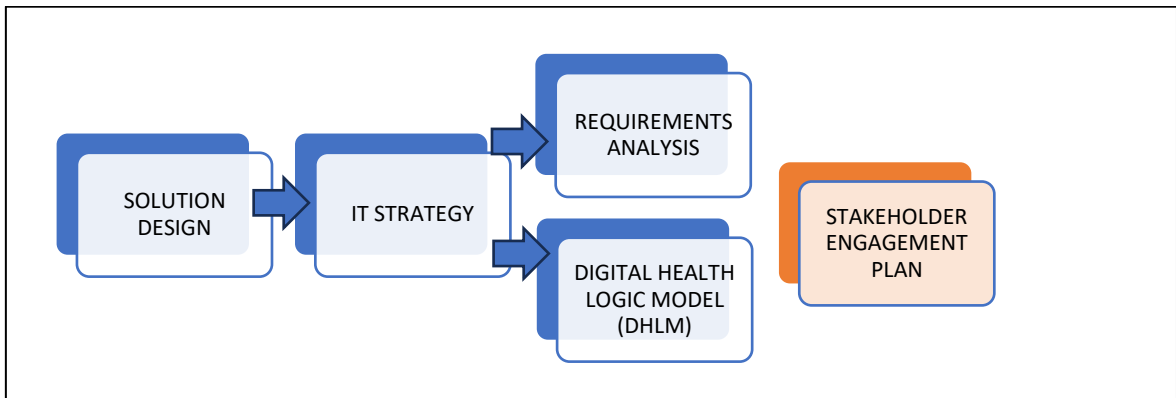 SOLUTION
DESIGN
IT STRATEGY
REQUIREMENTS
ANALYSIS
DIGITAL HEALTH
LOGIC MODEL
(DHLM)
STAKEHOLDER
ENGAGEMENT
PLAN